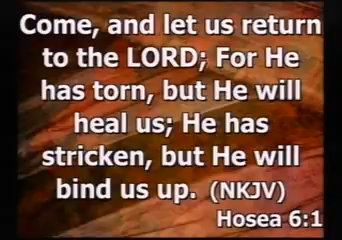 Come, and let us return
to the LORD; For He
has torn, but He will
heal us; He has
stricken, but He will
bind us up. (NKJV)
Hosea 6:1